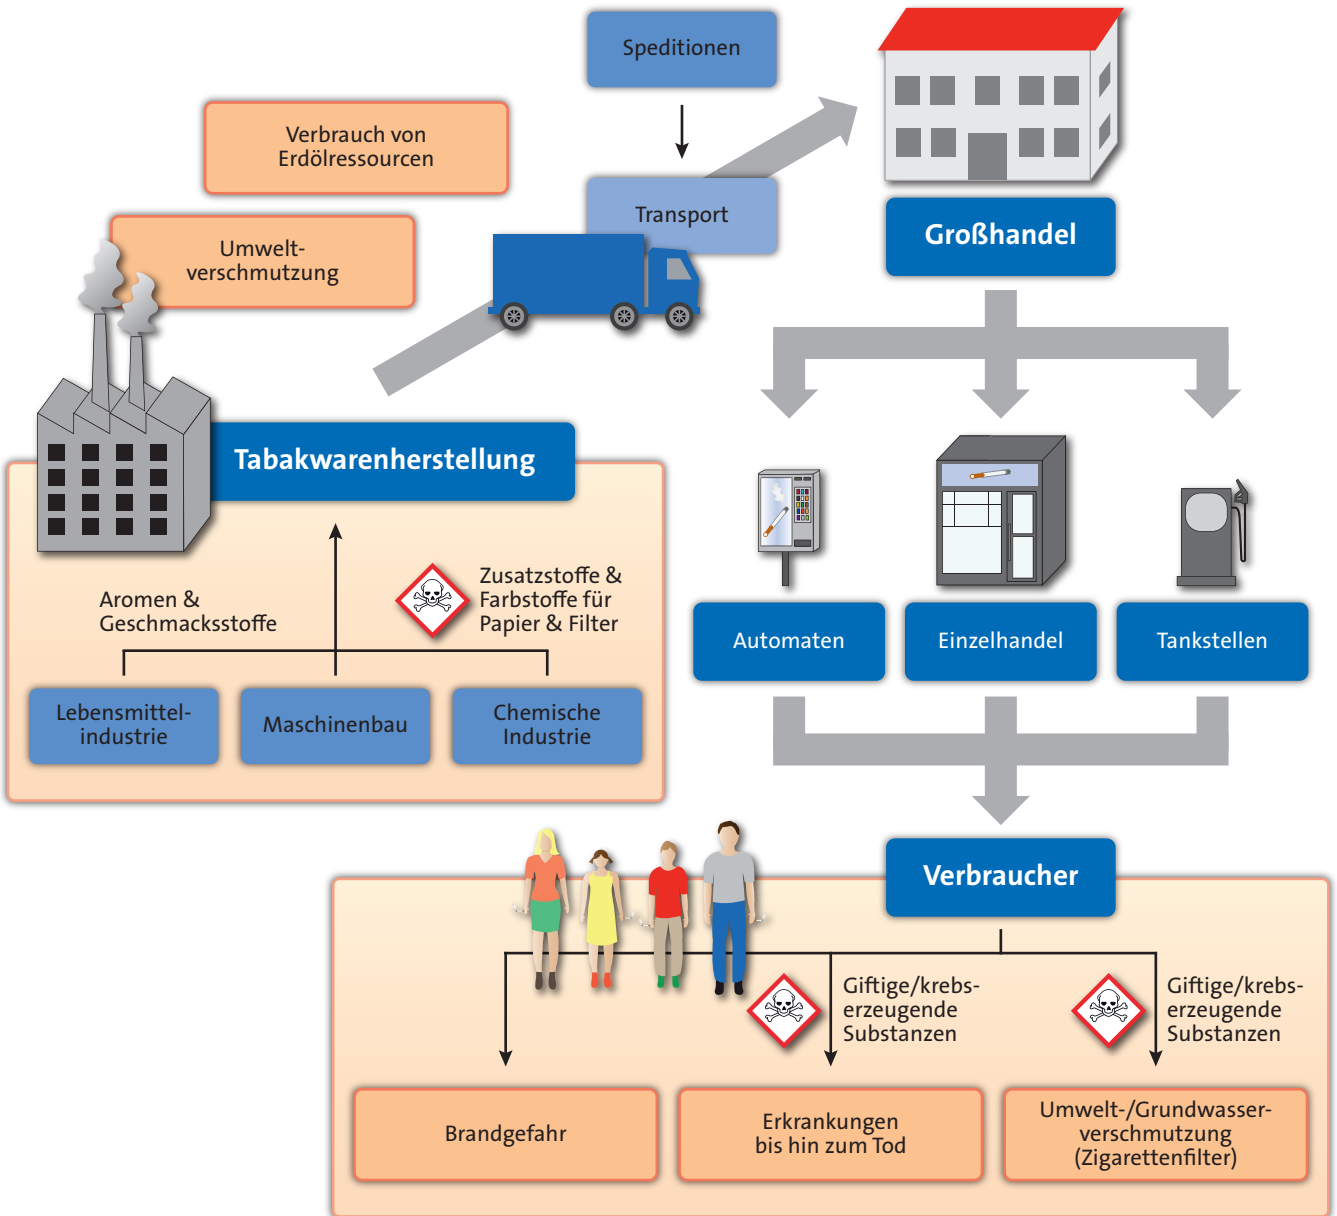 Speditionen
Verbrauch von
Erdölressourcen
Transport
Großhandel
Umwelt-
verschmutzung
Tabakwarenherstellung
Aromen &
Geschmacksstoffe
Zusatzstoffe &
Farbstoffe für
Papier & Filter
Lebensmittel-
industrie
Maschinenbau
Chemische
Industrie
Automaten
Einzelhandel
Tankstellen
Verbraucher
Giftige/krebs-
erzeugende
Substanzen
Giftige/krebs-
erzeugende
Substanzen
Brandgefahr
Erkrankungen
bis hin zum Tod
Umwelt-/Grundwasser-
verschmutzung
(Zigarettenfilter)